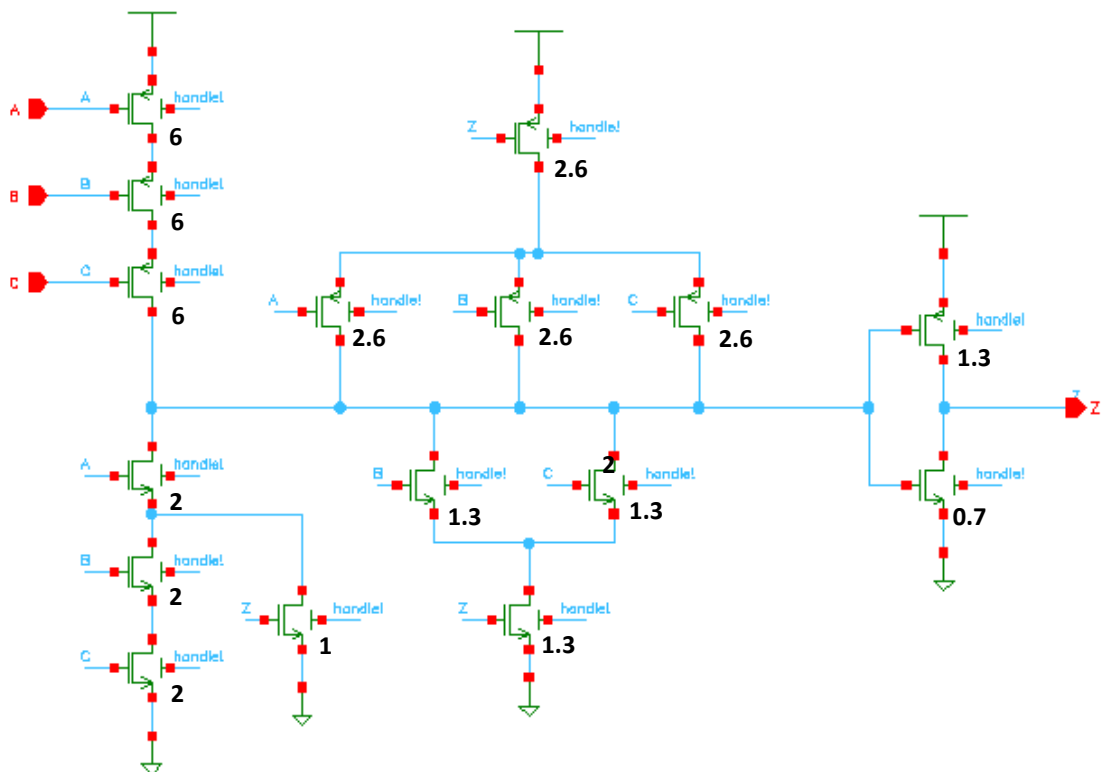 A A handle!
6
B B handle!
6
C C handle!
6
Z handle!
2.6
A handle!
2.6
B handle!
2.6
C handle!
2.6
handle!
1.3
Z Z
handle!
0.7
A handle!
2
B handle!
2
C handle!
2
Z handle!
1
B handle!
1.3
2
C handle!
1.3
Z handle!
1.3